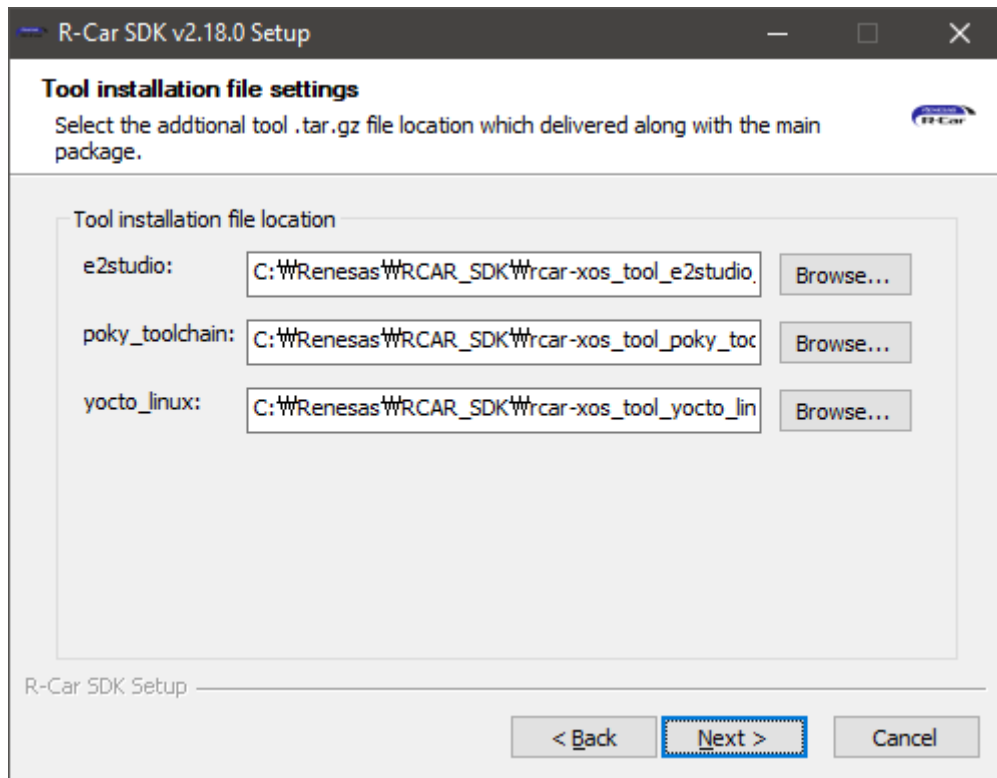 R-Car SDK v2.18.0 Setup
Tool installation file settings
Select the addtional tool .tar.gz file location which delivered along with the main
package.
R-Car
Tool installation file location
e2studio:
C:₩Renesas₩RCAR_SDK₩rcar-xos_tool_e2studio_
Browse...
poky_toolchain:
C:₩Renesas₩RCAR_SDK₩rcar-xos_tool_poky_toc
Browse...
yocto_linux:
C:₩Renesas₩RCAR_SDK₩rcar-xos_tool_yocto_lin
Browse...
R-Car SDK Setup
< Back
Next >
Cancel